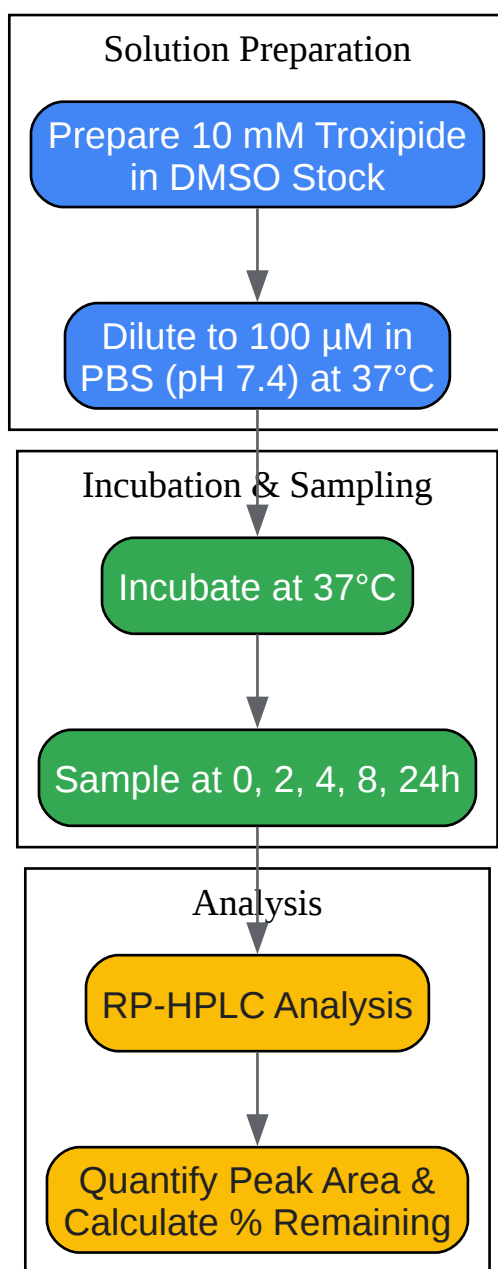 Solution Preparation
Prepare 10 mM Troxipide
in DMSO Stock
Dilute to 100 µM in
PBS (pH 7.4) at 37°C
Incubation & Sampling
Incubate at 37°C
Sample at 0, 2, 4, 8, 24h
Analysis
RP-HPLC Analysis
Quantify Peak Area &
Calculate % Remaining